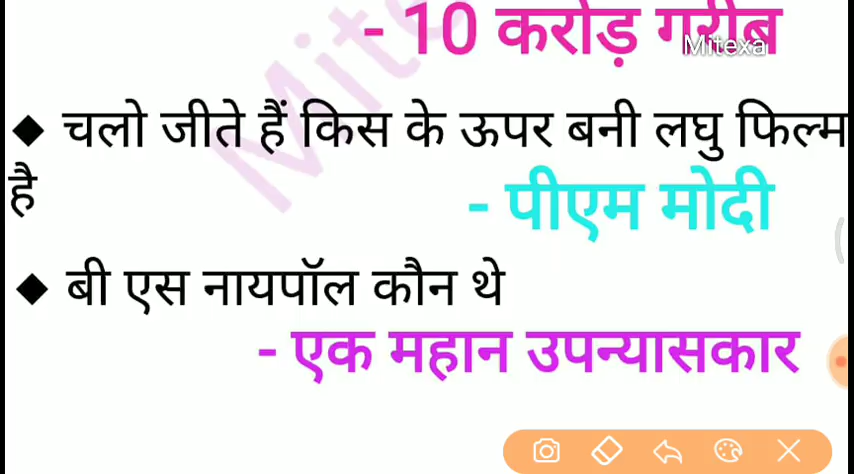 - 10 करोड़ गरीब
Mitexa
◆ चलो जीते हैं किस के ऊपर बनी लघु फिल्म
है
- पीएम मोदी
◆ बी एस नायपॉल कौन थे
- एक महान उपन्यासकार